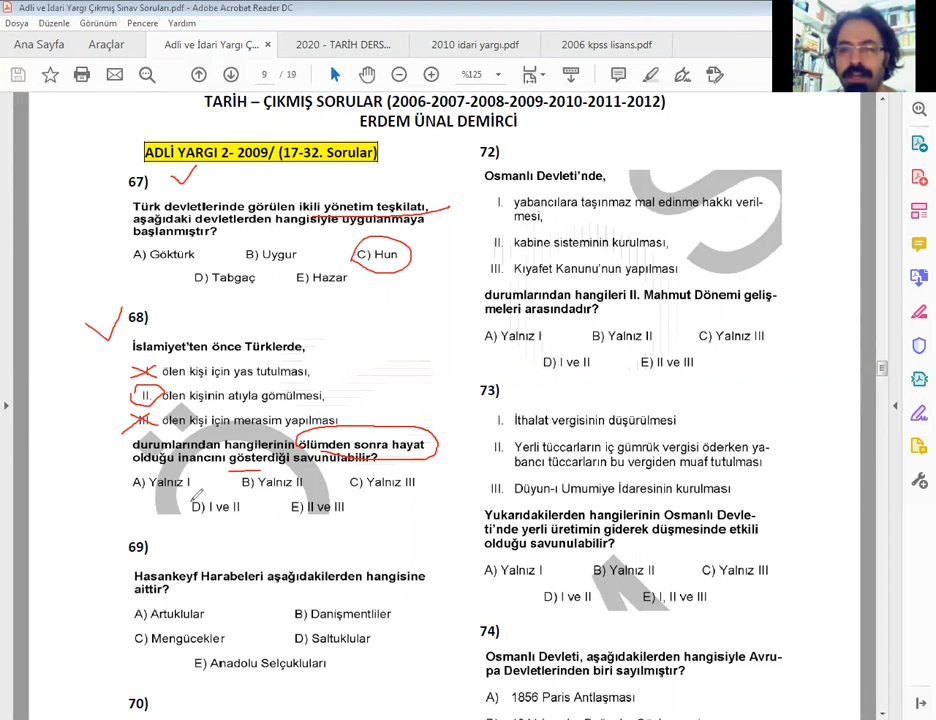 Adli ve İdari Yargı Çıkmış Sınav Soruları.pdf - Adobe Acrobat Reader DC
Dosya Düzenle Görünüm Pencere Yardım
Ana Sayfa Araçlar Adli ve İdari Yargı Ç... × 2020 - TARİH DERS... 2010 idari yargı.pdf 2006 kpss lisans.pdf
9 / 19 %125
TARİH – ÇIKMIŞ SORULAR (2006-2007-2008-2009-2010-2011-2012)
ERDEM ÜNAL DEMİRCİ
ADLİ YARGI 2- 2009/ (17-32. Sorular)
67)
Türk devletlerinde görülen ikili yönetim teşkilatı,
aşağıdaki devletlerden hangisiyle uygulanmaya
başlanmıştır?
A) Göktürk B) Uygur C) Hun
D) Tabgaç E) Hazar
68)
İslamiyet'ten önce Türklerde,
I. ölen kişi için yas tutulması,
II. ölen kişinin atıyla gömülmesi,
III. ölen kişi için merasim yapılması
durumlarından hangilerinin ölümden sonra hayat
olduğu inancını gösterdiği savunulabilir?
A) Yalnız I B) Yalnız II C) Yalnız III
D) I ve II E) II ve III
69)
Hasankeyf Harabeleri aşağıdakilerden hangisine
aittir?
A) Artuklular B) Danişmentliler
C) Mengücekler D) Saltuklular
E) Anadolu Selçukluları
70)
72)
Osmanlı Devleti'nde,
I. yabancılara taşınmaz mal edinme hakkı veril-
mesi,
II. kabine sisteminin kurulması,
III. Kıyafet Kanunu'nun yapılması
durumlarından hangileri II. Mahmut Dönemi geliş-
meleri arasındadır?
A) Yalnız I B) Yalnız II C) Yalnız III
D) I ve II E) II ve III
73)
I. İthalat vergisinin düşürülmesi
II. Yerli tüccarların iç gümrük vergisi öderken ya-
bancı tüccarların bu vergiden muaf tutulması
III. Düyun-ı Umumiye İdaresinin kurulması
Yukarıdakilerden hangilerinin Osmanlı Devle-
ti'nde yerli üretimin giderek düşmesinde etkili
olduğu savunulabilir?
A) Yalnız I B) Yalnız II C) Yalnız III
D) I ve II E) I, II ve III
74)
Osmanlı Devleti, aşağıdakilerden hangisiyle Avru-
pa Devletlerinden biri sayılmıştır?
A) 1856 Paris Antlaşması